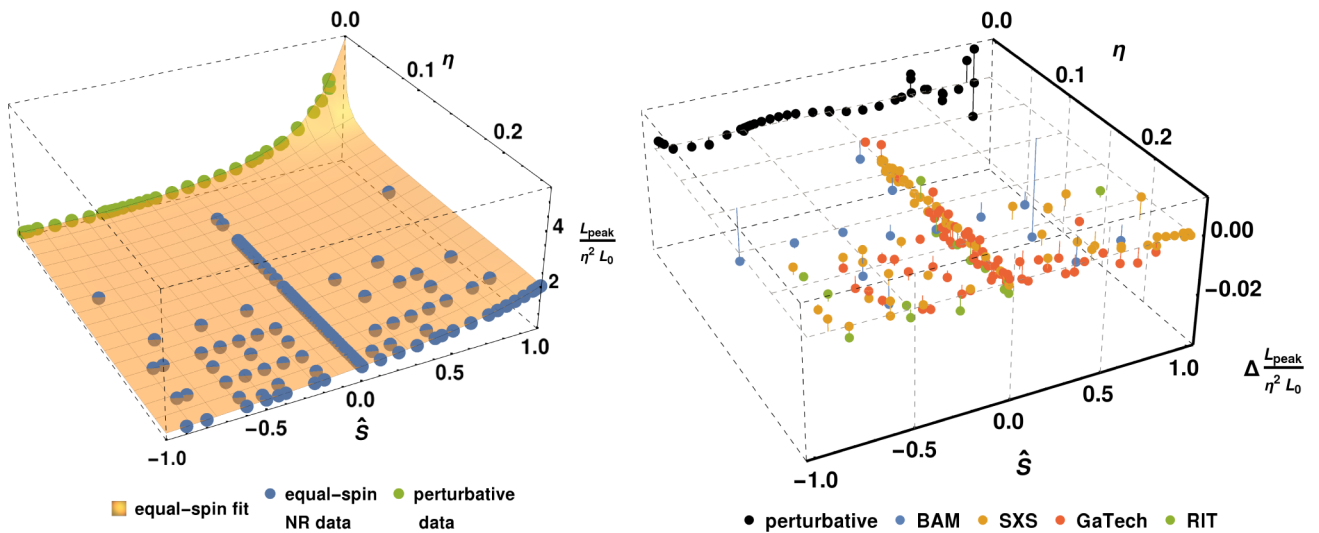 0.0
η
0.1
0.2
4
L_peak
η² L₀
2
1.0
0.5
0.0
Ŝ
−0.5
−1.0
equal−spin fit
equal−spin
NR data
perturbative
data
0.0
η
0.1
0.2
0.00
−0.02
Δ L_peak
η² L₀
1.0
0.5
0.0
Ŝ
−0.5
−1.0
perturbative
BAM
SXS
GaTech
RIT